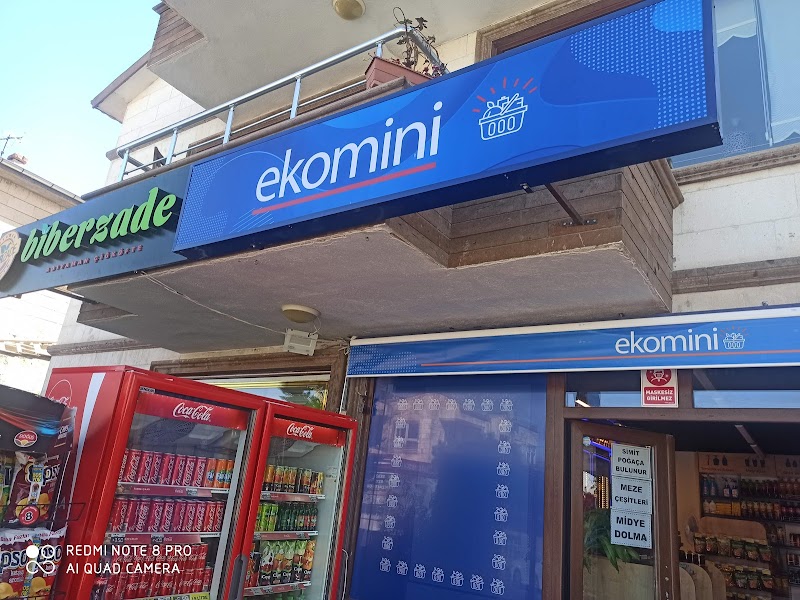 ekomini
biberzade
ekomini
MASKESİZ
GİRİLMEZ
Coca-Cola
Coca-Cola
SİMİT
POĞAÇA
BULUNUR
MEZE
ÇEŞİTLERİ
MİDYE
DOLMA
REDMI NOTE 8 PRO
AI QUAD CAMERA